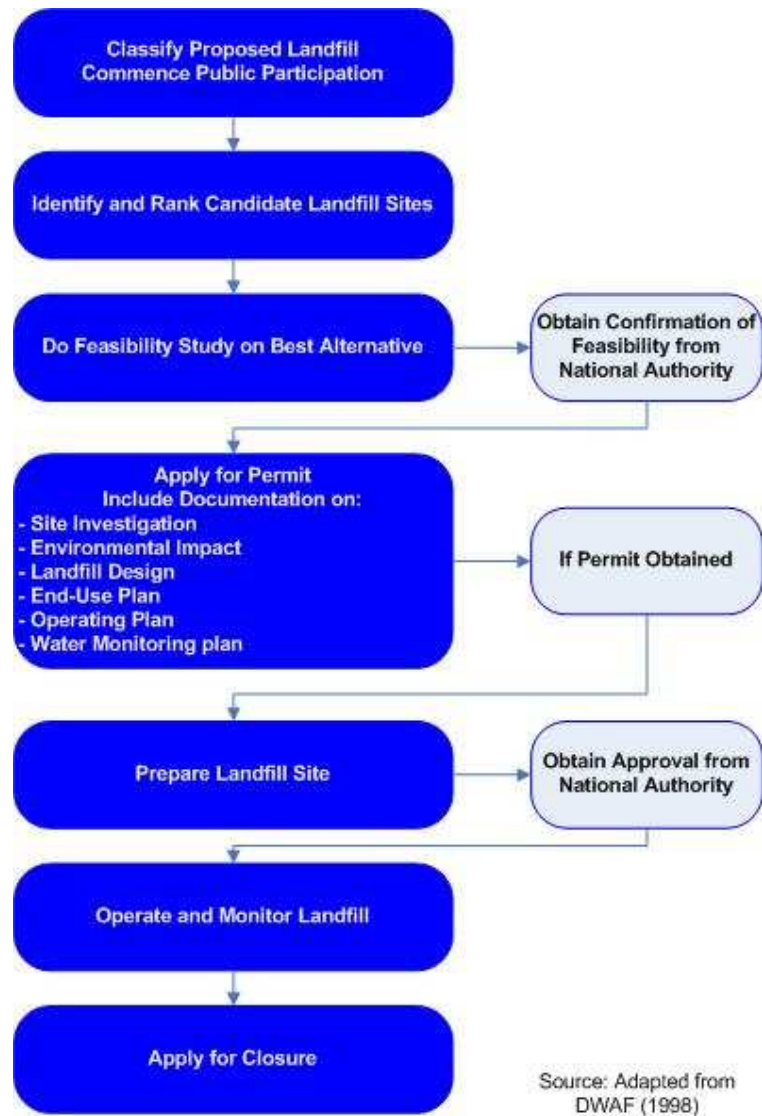 Classify Proposed Landfill
Commence Public Participation
Identify and Rank Candidate Landfill Sites
Do Feasibility Study on Best Alternative
Obtain Confirmation of
Feasibility from
National Authority
Apply for Permit
Include Documentation on:
- Site Investigation
- Environmental Impact
- Landfill Design
- End-Use Plan
- Operating Plan
- Water Monitoring plan
If Permit Obtained
Prepare Landfill Site
Obtain Approval from
National Authority
Operate and Monitor Landfill
Apply for Closure
Source: Adapted from
DWAF (1998)